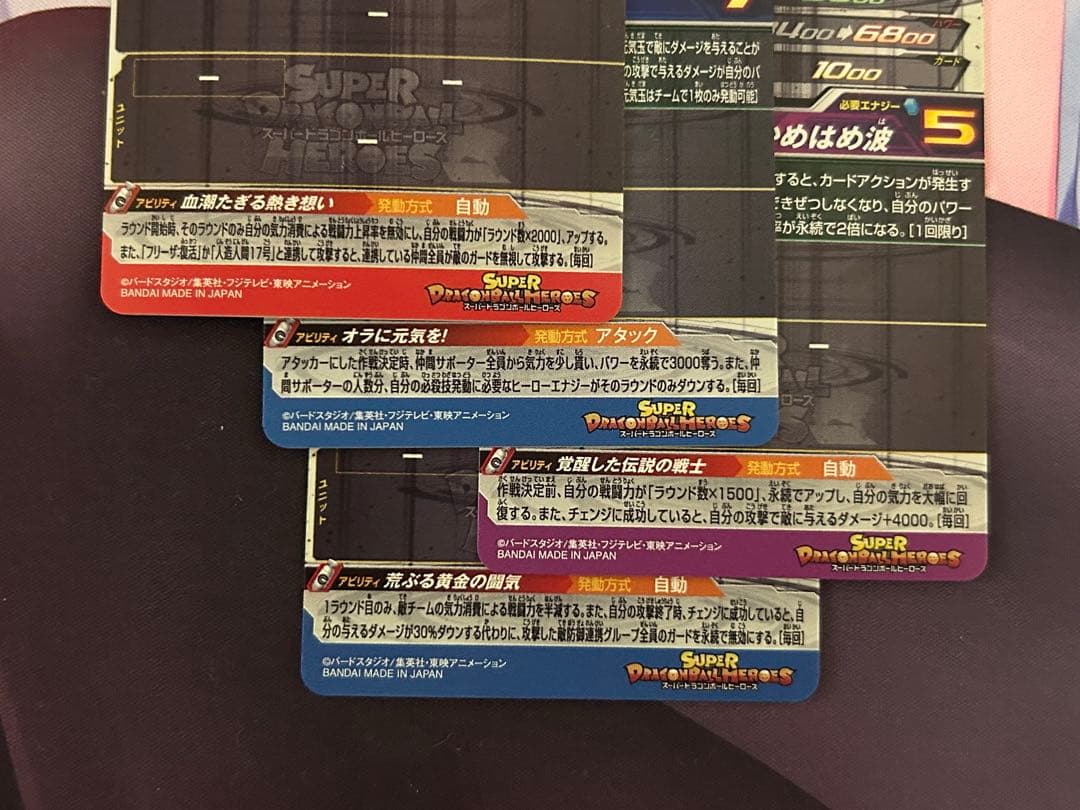 SUPER
DRAGONBALL
スーパードラゴンボールヒーローズ
HEROES
ユニット
アビリティ 血潮たぎる熱き想い 発動方式 自動
ラウンド開始時、そのラウンドのみ自分の気力消費による戦闘力上昇率を無効にし、自分の戦闘力が「ラウンド数×2000」、アップする。
また、「フリーザ:復活」か「人造人間17号」と連携して攻撃すると、連携している仲間全員が敵のガードを無視して攻撃する。[毎回]
©バードスタジオ/集英社・フジテレビ・東映アニメーション
BANDAI MADE IN JAPAN
SUPER
DRAGONBALL HEROES
スーパードラゴンボールヒーローズ
元気玉で敵にダメージを与えることが
の攻撃で与えるダメージが自分のパ
元気玉はチームで1枚のみ発動可能]
アビリティ オラに元気を! 発動方式 アタック
アタッカーにした作戦決定時、仲間サポーター全員から気力を少し貰い、パワーを永続で3000奪う。また、仲
間サポーターの人数分、自分の必殺技発動に必要なヒーローエナジーがそのラウンドのみダウンする。[毎回]
©バードスタジオ/集英社・フジテレビ・東映アニメーション
BANDAI MADE IN JAPAN
SUPER
DRAGONBALL HEROES
スーパードラゴンボールヒーローズ
パワー
400 6800
ガード
1000
必要エナジー 5
めはめ波
すると、カードアクションが発生す
できぜつしなくなり、自分のパワー
率が永続で2倍になる。[1回限り]
アビリティ 覚醒した伝説の戦士 発動方式 自動
作戦決定前、自分の戦闘力が「ラウンド数×1500」、永続でアップし、自分の気力を大幅に回
復する。また、チェンジに成功していると、自分の攻撃で敵に与えるダメージ+4000。[毎回]
©バードスタジオ/集英社・フジテレビ・東映アニメーション
BANDAI MADE IN JAPAN
SUPER
DRAGONBALL HEROES
スーパードラゴンボールヒーローズ
ユニット
アビリティ 荒ぶる黄金の闘気 発動方式 自動
1ラウンド目のみ、敵チームの気力消費による戦闘力を半減する。また、自分の攻撃終了時、チェンジに成功していると、自
分の与えるダメージが30%ダウンする代わりに、攻撃した敵防御連携グループ全員のガードを永続で無効にする。[毎回]
©バードスタジオ/集英社・東映アニメーション
BANDAI MADE IN JAPAN
SUPER
DRAGONBALL HEROES
スーパードラゴンボールヒーローズ